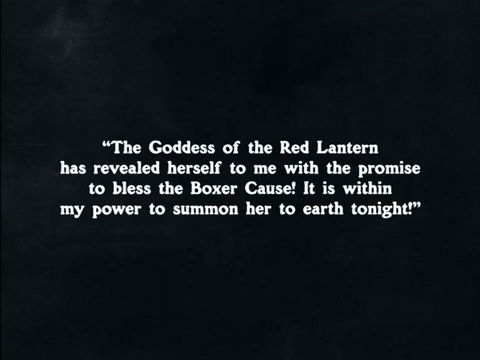 “The Goddess of the Red Lantern
has revealed herself to me with the promise
to bless the Boxer Cause! It is within
my power to summon her to earth tonight!”